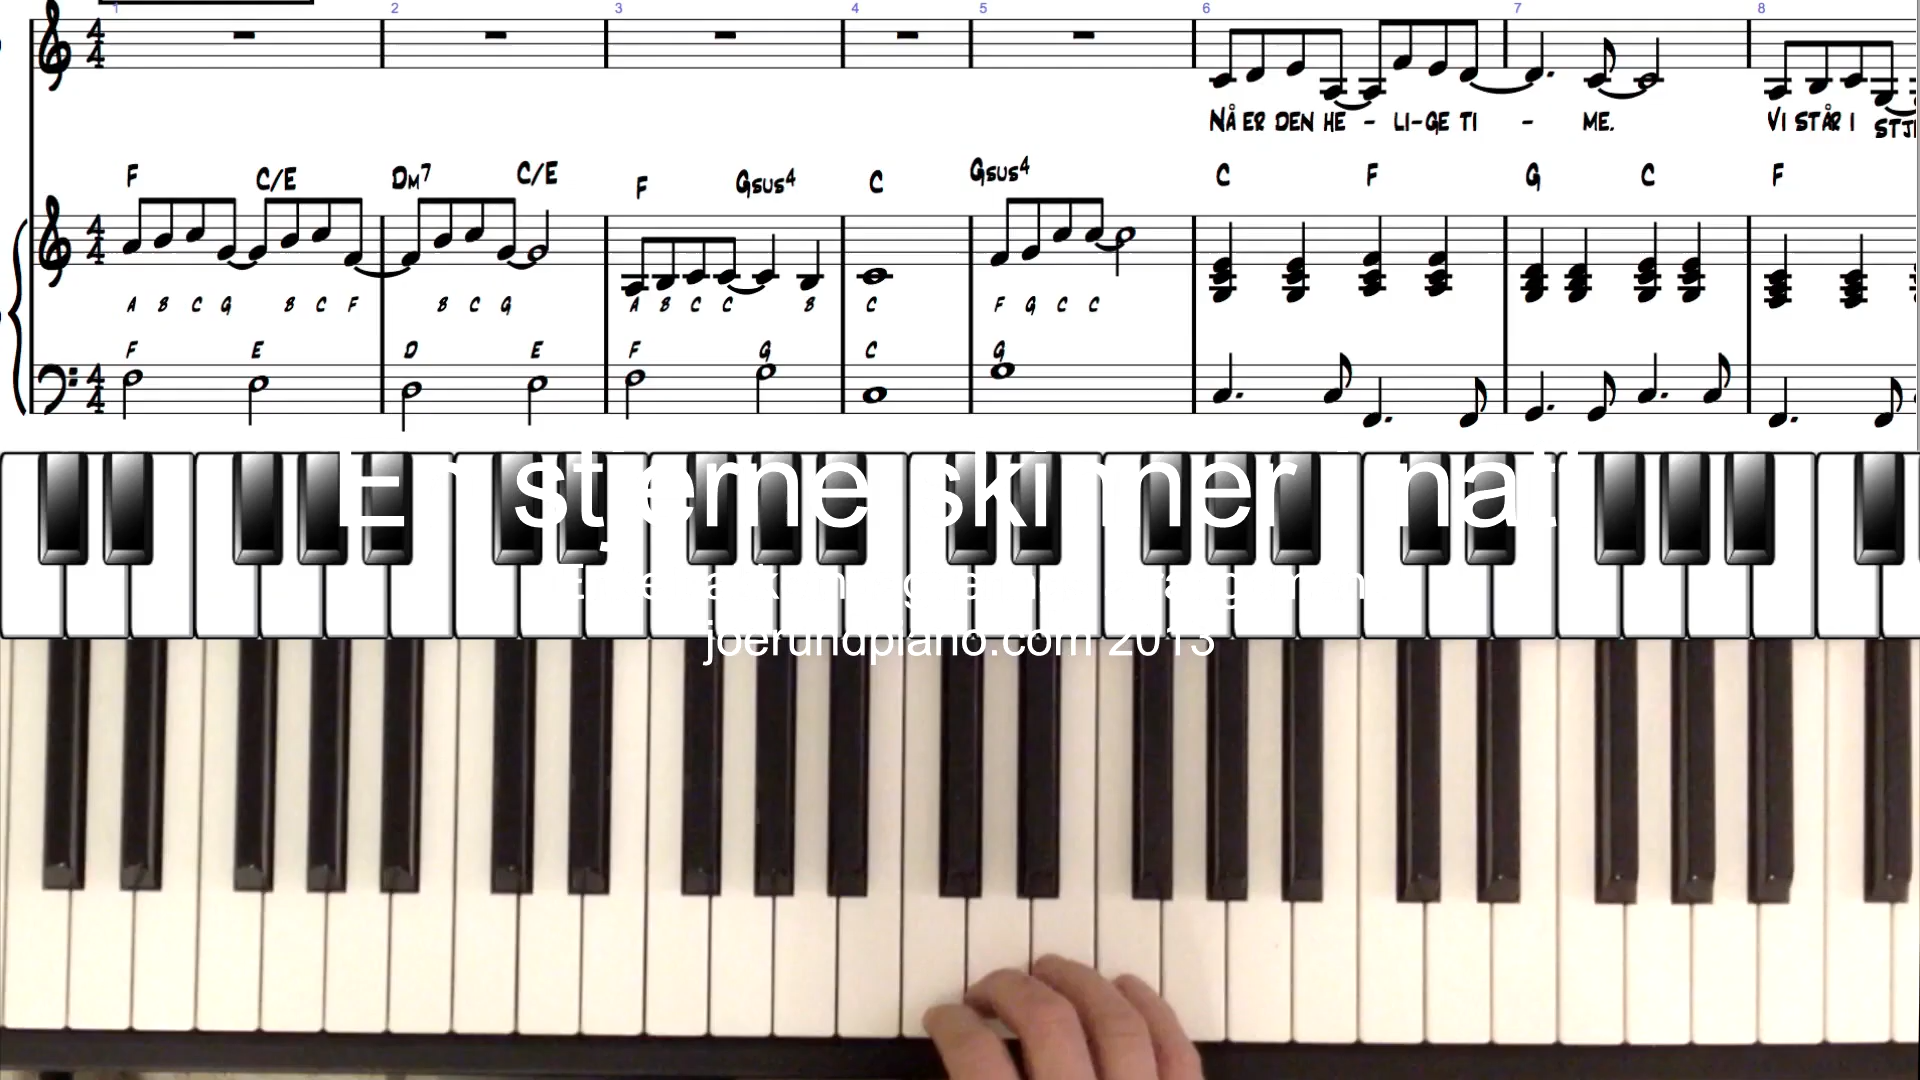 1 2 3 4 5 6 7 8
NÅ ER DEN HE - LI-GE TI - ME. VI STÅR I
F C/E DM7 C/E F GSUS4 C GSUS4 C F G C F
A B C G B C F B C G A B C C B C F G C C
F E D E F G C G
En stjerne skinner i natt
joerundpiano.com 2013